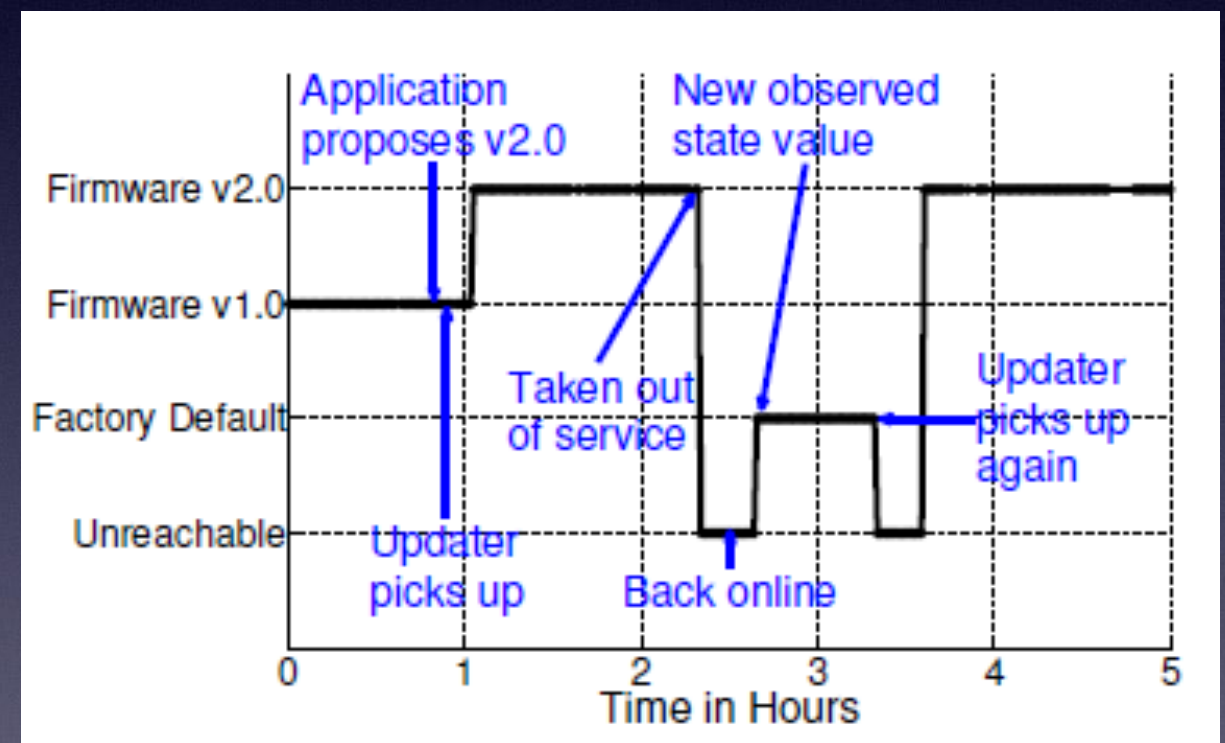 Application
proposes v2.0
New observed
state value
Firmware v2.0
Firmware v1.0
Taken out
of service
Updater
picks up
again
Factory Default
Unreachable
Updater
picks up
Back online
0 1 2 3 4 5
Time in Hours